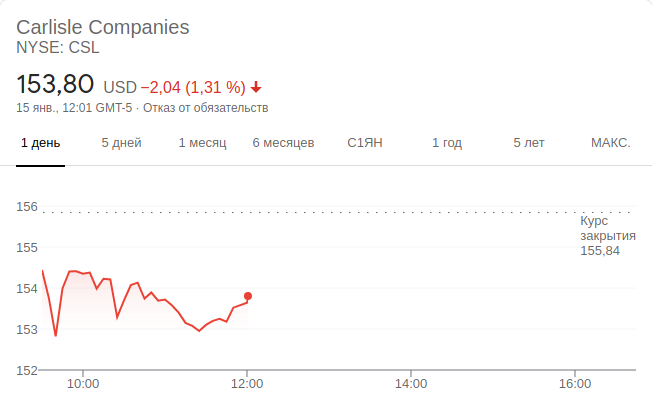 Carlisle Companies
NYSE: CSL
153,80 USD −2,04 (1,31 %)
15 янв., 12:01 GMT-5 · Отказ от обязательств
1 день 5 дней 1 месяц 6 месяцев С1ЯН 1 год 5 лет МАКС.
156
Курс
закрытия
155,84
155
154
153
152
10:00 12:00 14:00 16:00